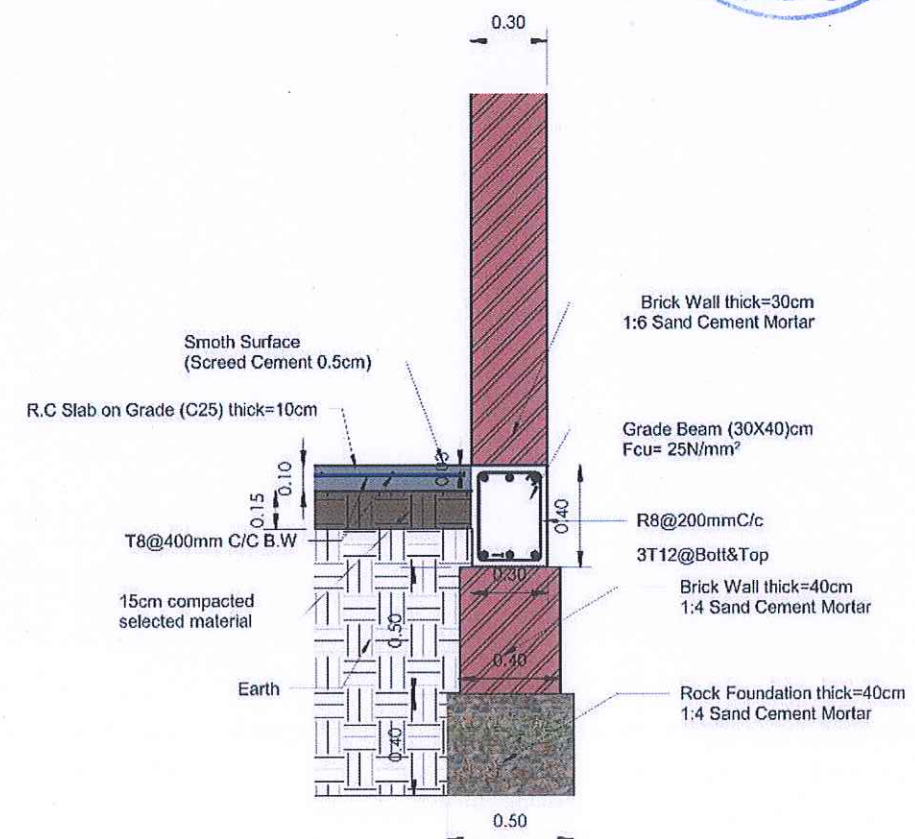 0.30
Brick Wall thick=30cm
1:6 Sand Cement Mortar
Smoth Surface
(Screed Cement 0.5cm)
R.C Slab on Grade (C25) thick=10cm
Grade Beam (30X40)cm
Fcu= 25N/mm²
0.10
0.15
0.40
R8@200mmC/c
T8@400mm C/C B.W
3T12@Bott&Top
0.30
Brick Wall thick=40cm
1:4 Sand Cement Mortar
15cm compacted
selected material
0.50
0.40
Earth
Rock Foundation thick=40cm
1:4 Sand Cement Mortar
0.40
0.50